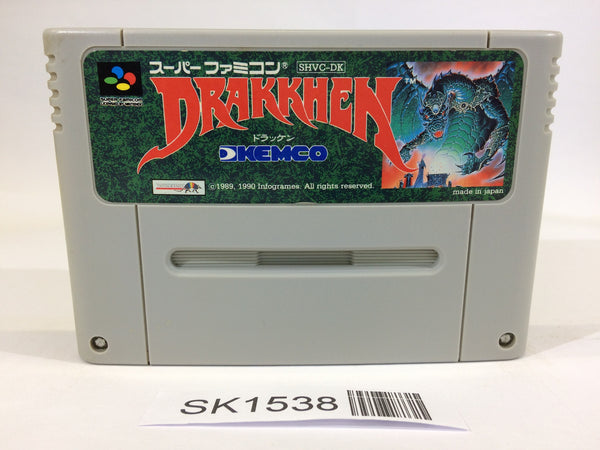 スーパーファミコン® SHVC-DK
DRAKKHEN™
ドラッケン
KEMCO
© 1989, 1990 Infogrames. All rights reserved.
made in japan
SK1538